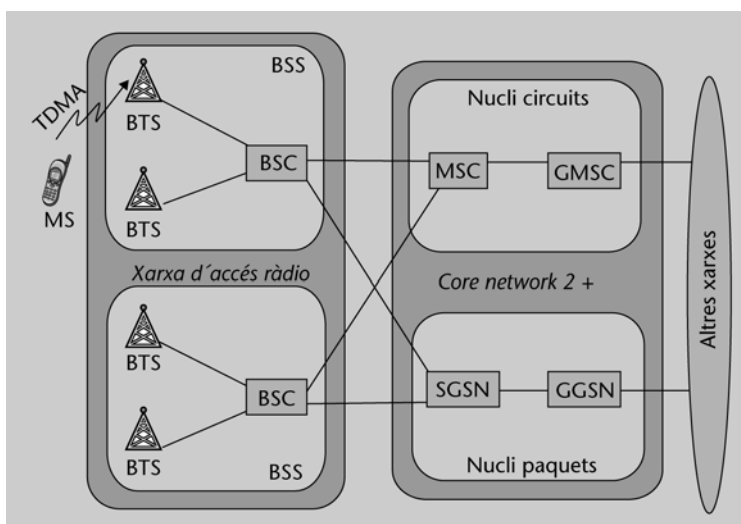 BSS
TDMA
BTS
BSC
MS
BTS
Xarxa d´accés ràdio
BTS
BSC
BTS
BSS
Nucli circuits
MSC
GMSC
Core network 2 +
SGSN
GGSN
Nucli paquets
Altres xarxes